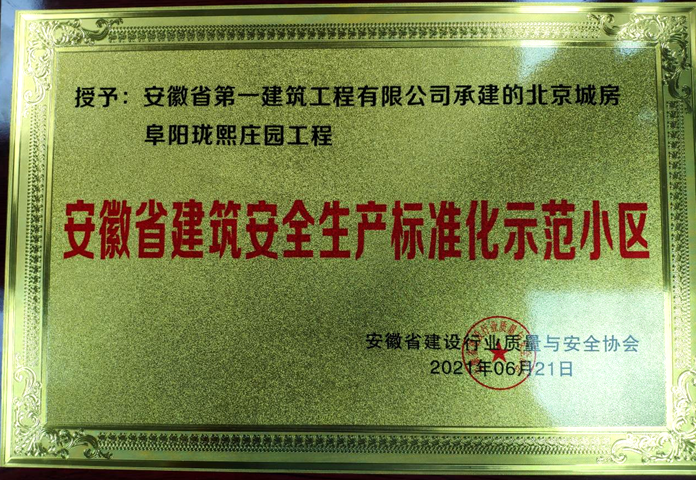 授予：安徽省第一建筑工程有限公司承建的北京城房
阜阳珑熙庄园工程
安徽省建筑安全生产标准化示范小区
安徽省建设行业质量与安全协会
2021年06月21日